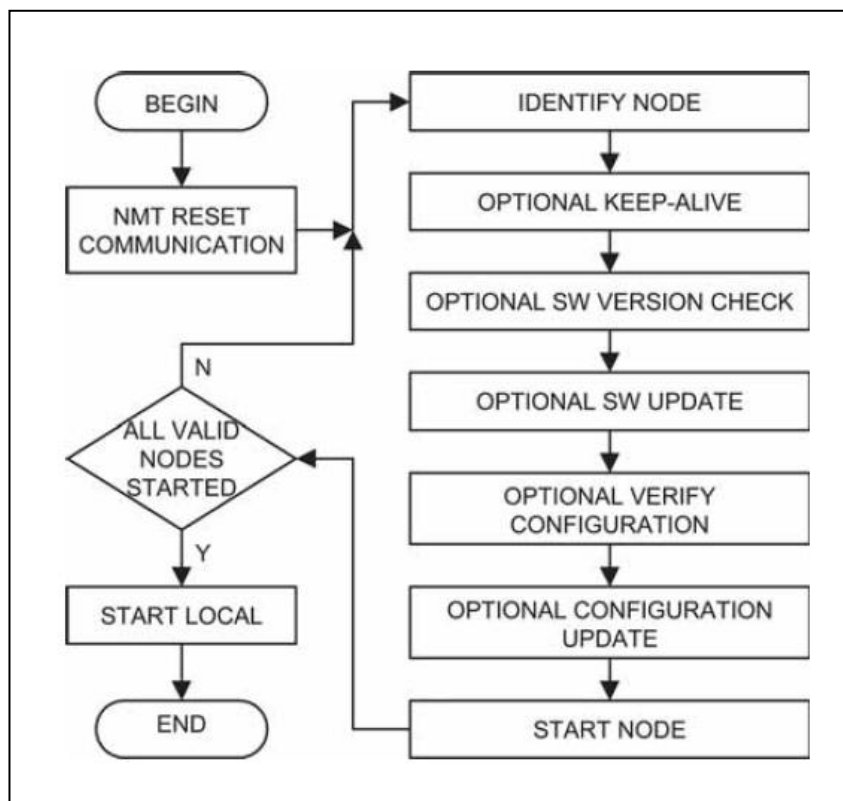 BEGIN
NMT RESET
COMMUNICATION
IDENTIFY NODE
OPTIONAL KEEP-ALIVE
OPTIONAL SW VERSION CHECK
OPTIONAL SW UPDATE
OPTIONAL VERIFY
CONFIGURATION
OPTIONAL CONFIGURATION
UPDATE
START NODE
ALL VALID
NODES
STARTED
N
Y
START LOCAL
END